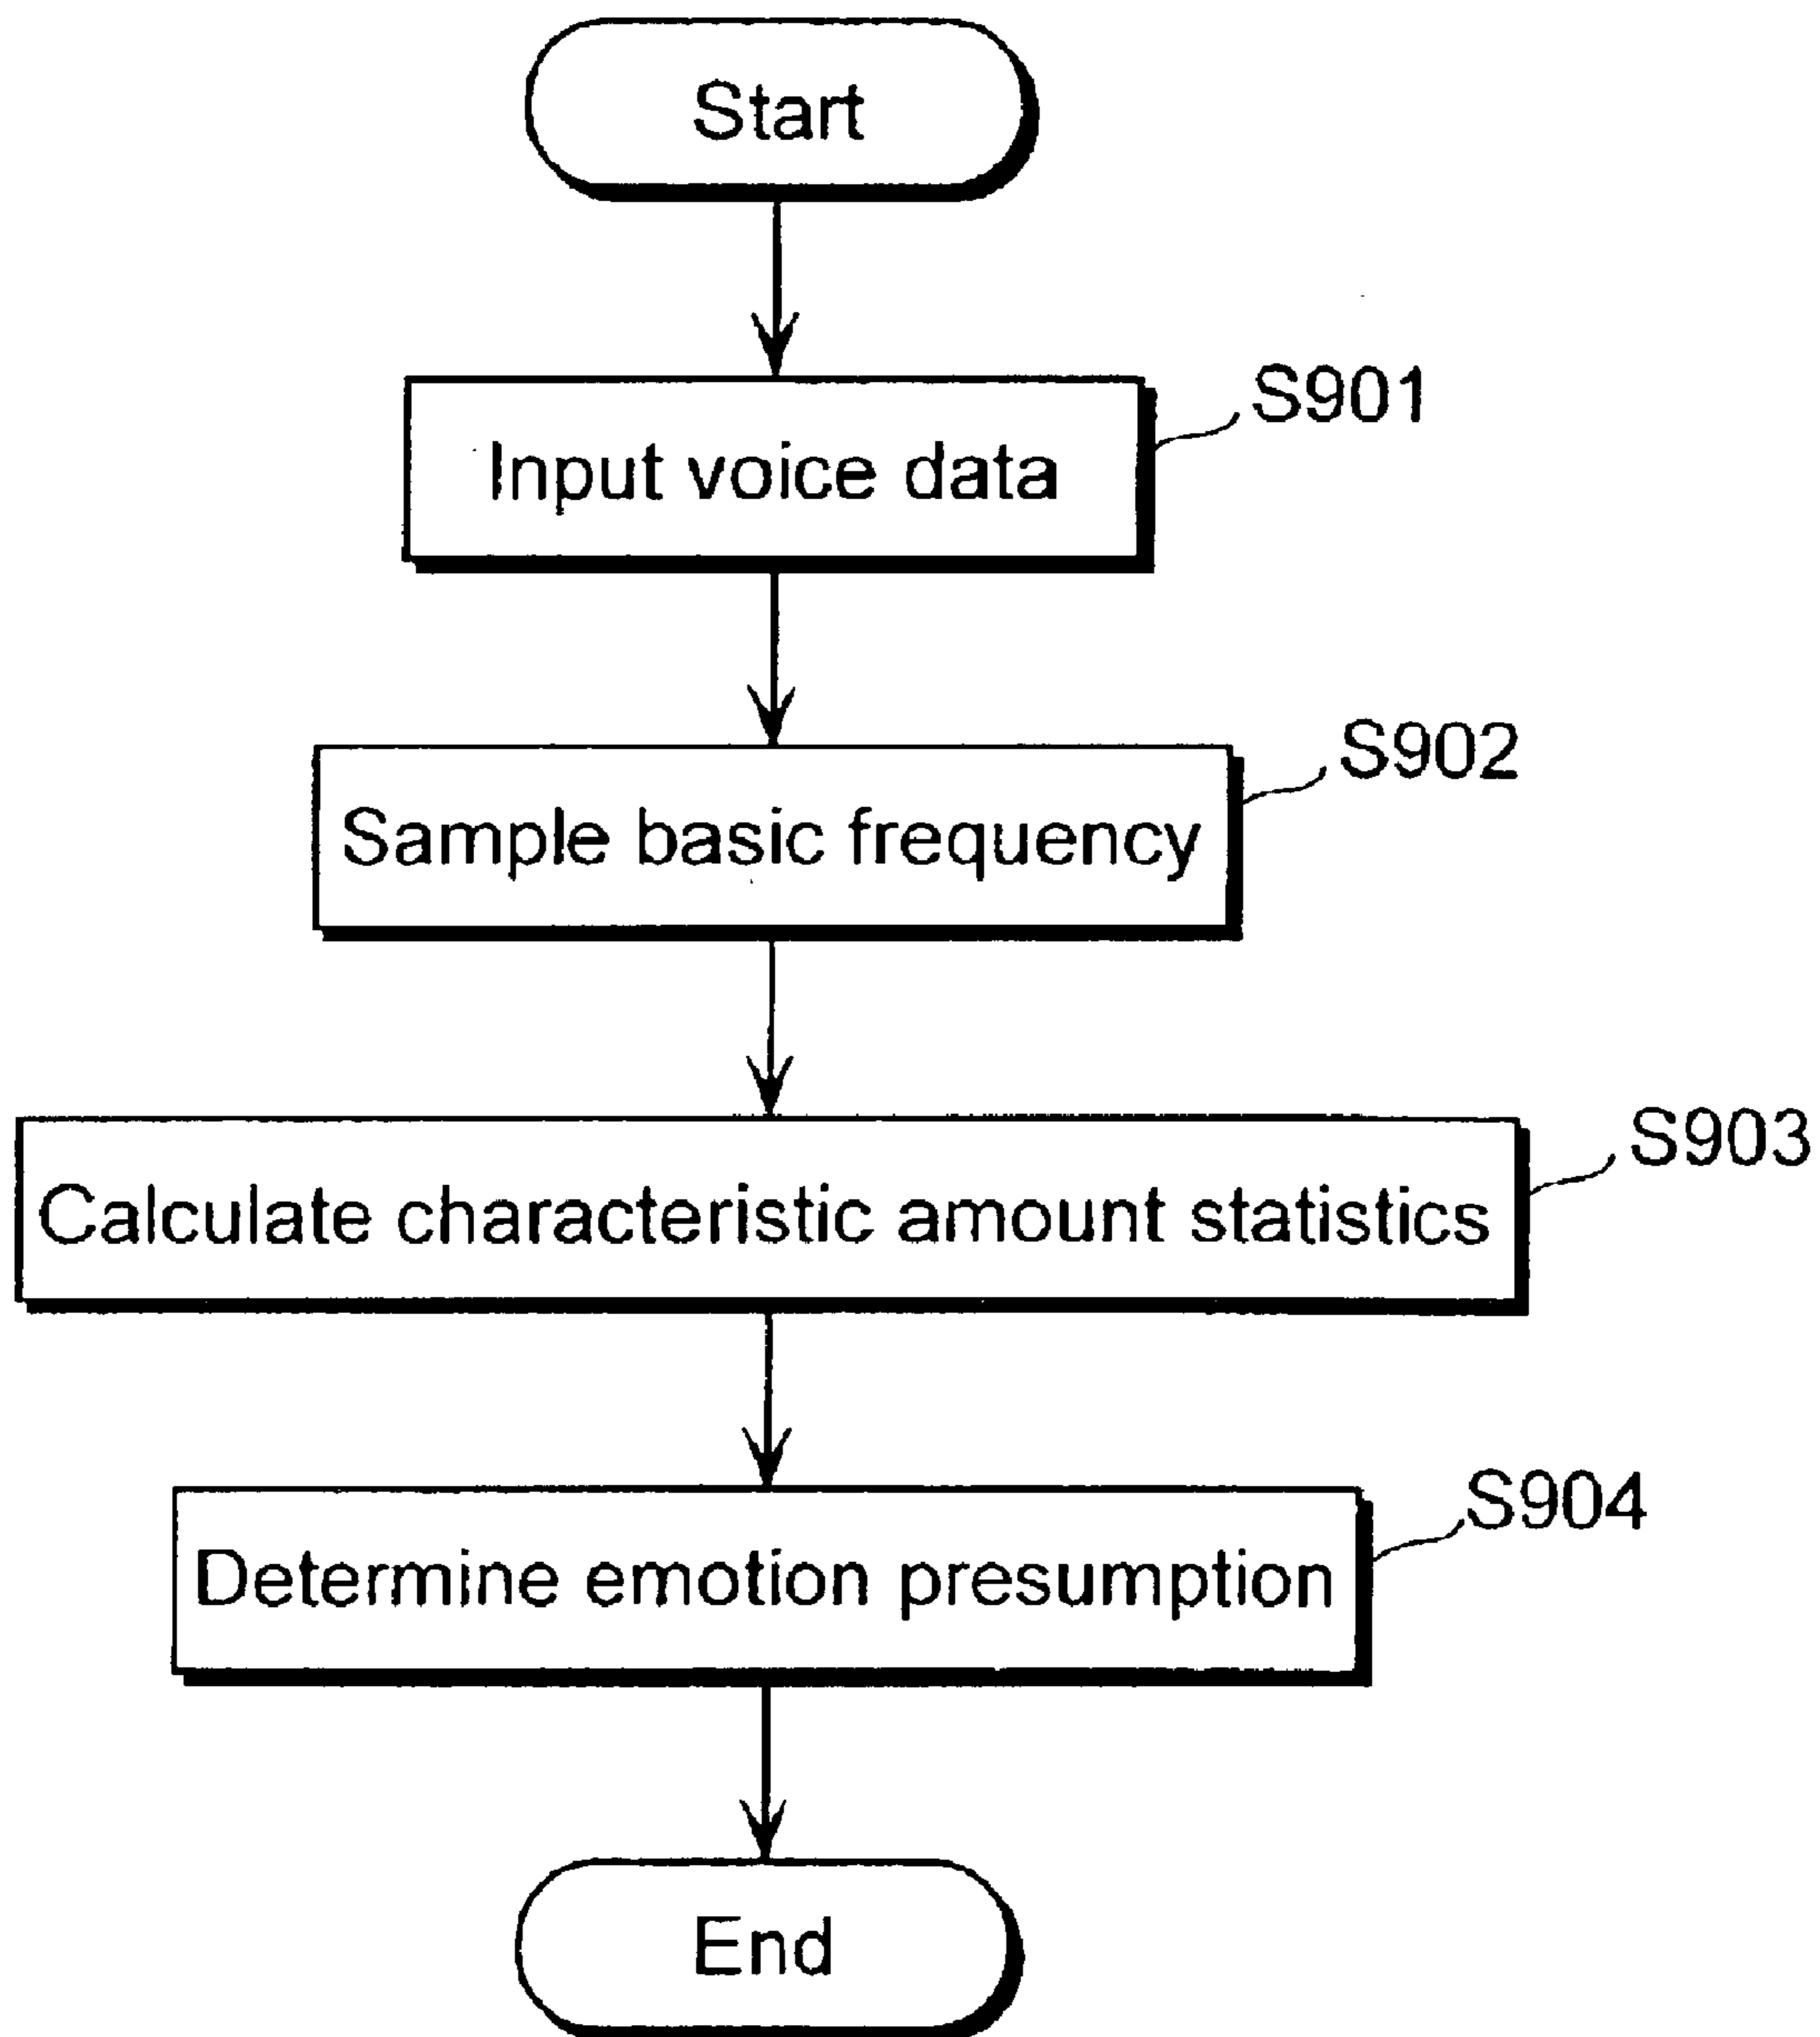 Start
S901
Input voice data
S902
Sample basic frequency
S903
Calculate characteristic amount statistics
S904
Determine emotion presumption
End